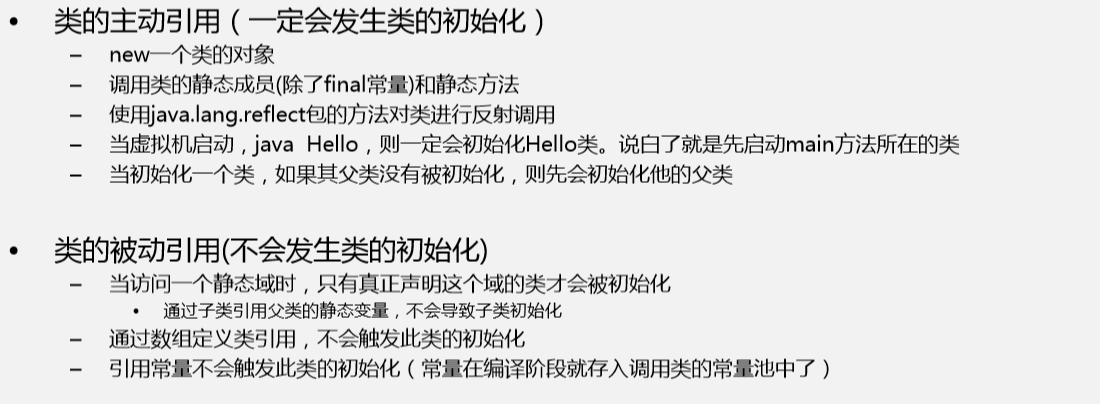 • 类的主动引用（一定会发生类的初始化）
– new一个类的对象
– 调用类的静态成员(除了final常量)和静态方法
– 使用java.lang.reflect包的方法对类进行反射调用
– 当虚拟机启动，java Hello，则一定会初始化Hello类。说白了就是先启动main方法所在的类
– 当初始化一个类，如果其父类没有被初始化，则先会初始化他的父类
• 类的被动引用(不会发生类的初始化)
– 当访问一个静态域时，只有真正声明这个域的类才会被初始化
• 通过子类引用父类的静态变量，不会导致子类初始化
– 通过数组定义类引用，不会触发此类的初始化
– 引用常量不会触发此类的初始化（常量在编译阶段就存入调用类的常量池中了）